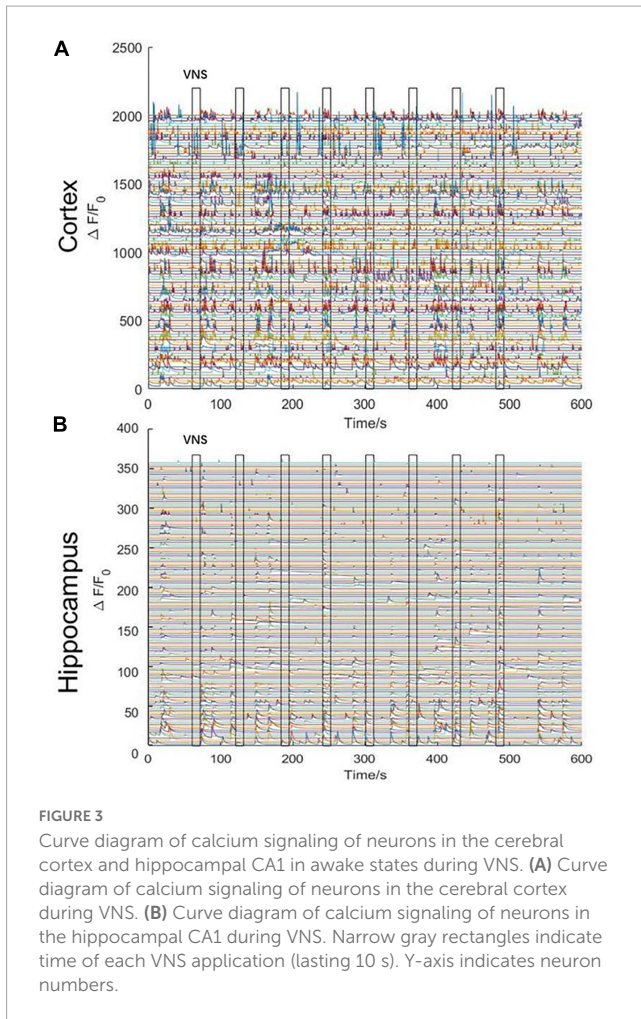 A
2500
VNS
2000
1500
1000
500
0
Cortex
Δ F/F0
0 100 200 300 400 500 600
Time/s
B
400
VNS
350
300
250
200
150
100
50
0
Hippocampus
Δ F/F0
0 100 200 300 400 500 600
Time/s
FIGURE 3
Curve diagram of calcium signaling of neurons in the cerebral
cortex and hippocampal CA1 in awake states during VNS. (A) Curve
diagram of calcium signaling of neurons in the cerebral cortex
during VNS. (B) Curve diagram of calcium signaling of neurons in
the hippocampal CA1 during VNS. Narrow gray rectangles indicate
time of each VNS application (lasting 10 s). Y-axis indicates neuron
numbers.